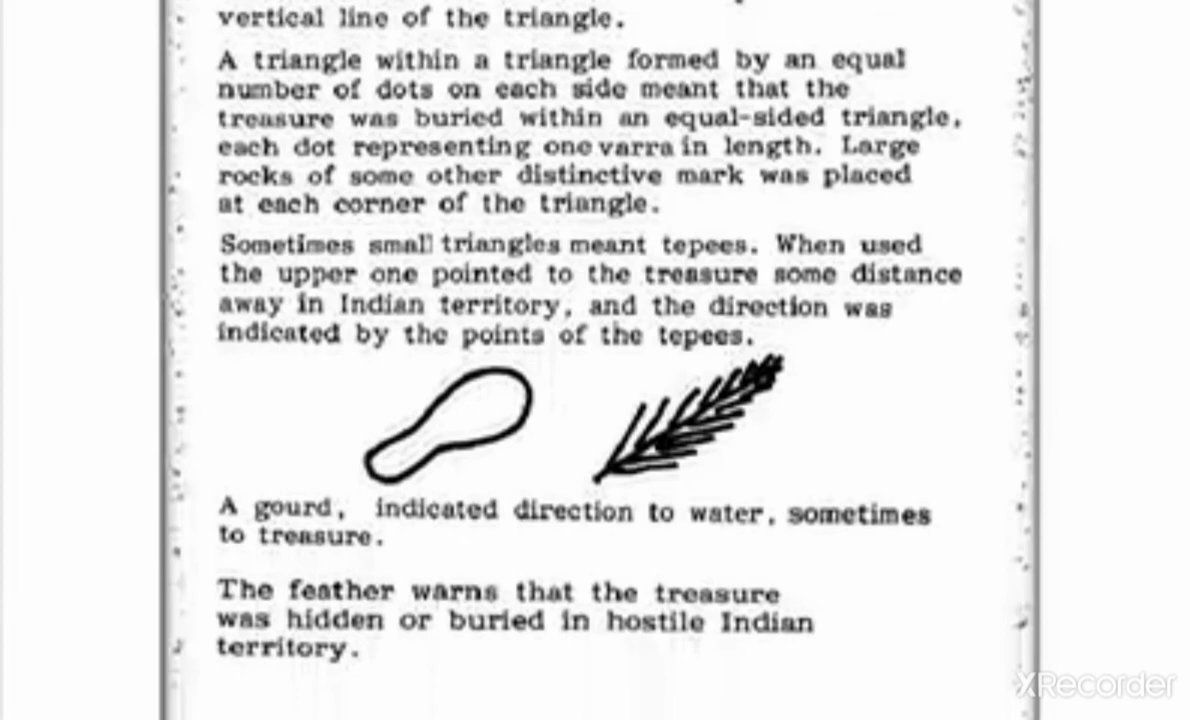 vertical line of the triangle.
A triangle within a triangle formed by an equal
number of dots on each side meant that the
treasure was buried within an equal-sided triangle,
each dot representing one varra in length. Large
rocks of some other distinctive mark was placed
at each corner of the triangle.
Sometimes small triangles meant tepees. When used
the upper one pointed to the treasure some distance
away in Indian territory, and the direction was
indicated by the points of the tepees.
A gourd, indicated direction to water, sometimes
to treasure.
The feather warns that the treasure
was hidden or buried in hostile Indian
territory.
XRecorder